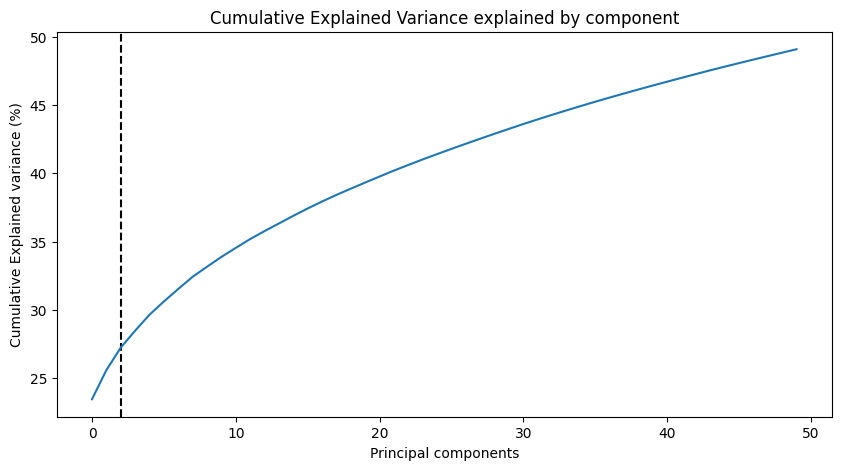 Cumulative Explained Variance explained by component
Cumulative Explained variance (%)
50
45
40
35
30
25
0 10 20 30 40 50
Principal components